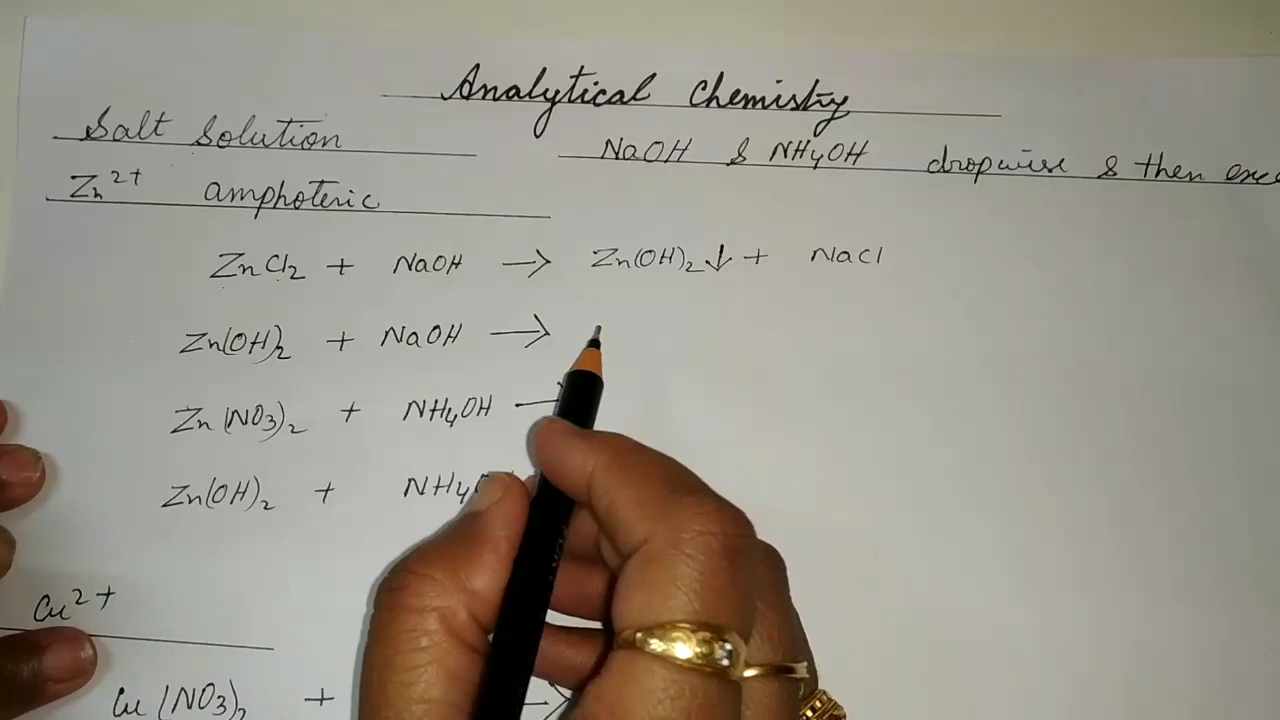 Analytical Chemistry
Salt Solution NaOH & NH4OH dropwise & then
Zn2+ amphoteric
ZnCl2 + NaOH → Zn(OH)2↓ + NaCl
Zn(OH)2 + NaOH →
Zn(NO3)2 + NH4OH
Zn(OH)2 +
Cu2+
Cu(NO3)2 + →